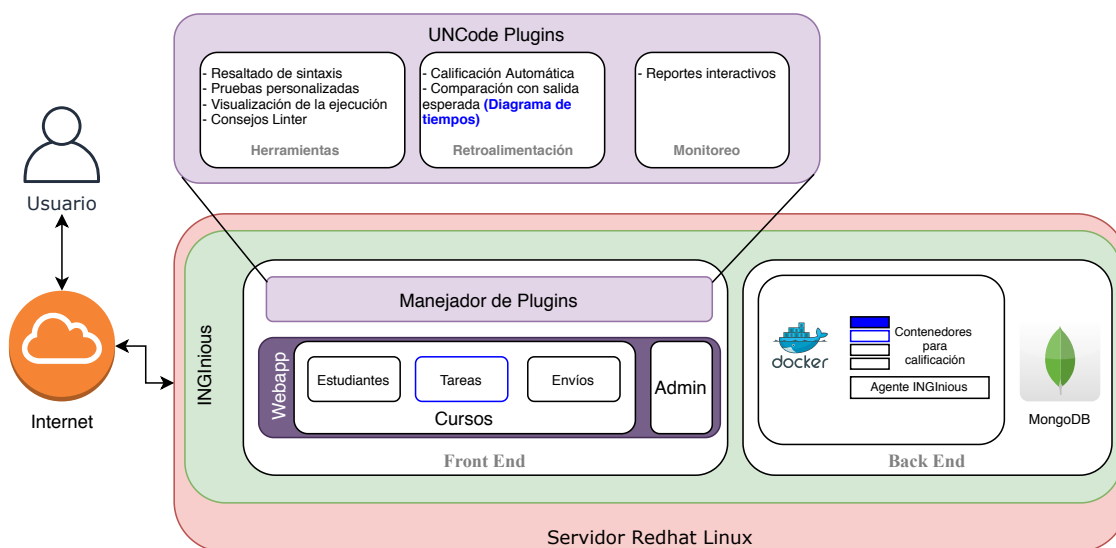 UNCode Plugins
- Resaltado de sintaxis
- Pruebas personalizadas
- Visualización de la ejecución
- Consejos Linter
Herramientas
- Calificación Automática
- Comparación con salida
esperada (Diagrama de
tiempos)
Retroalimentación
- Reportes interactivos
Monitoreo
Usuario
Internet
INGInious
Manejador de Plugins
Webapp
Estudiantes
Tareas
Envíos
Cursos
Admin
Front End
docker
Contenedores
para
calificación
Agente INGInious
MongoDB
Back End
Servidor Redhat Linux